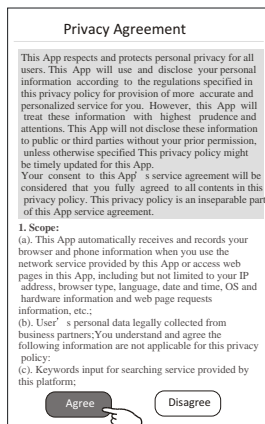 Privacy Agreement
This App respects and protects personal privacy for all
users. This App will use and disclose your personal
information according to the regulations specified in
this privacy policy for provision of more accurate and
personalized service for you. However, this App will
treat these information with highest prudence and
attentions. This App will not disclose these information
to public or third parties without your prior permission,
unless otherwise specified This privacy policy might
be timely updated for this App.
Your consent to this App' s service agreement will be
considered that you fully agreed to all contents in this
privacy policy. This privacy policy is an inseparable part
of this App service agreement.
1. Scope:
(a). This App automatically receives and records your
browser and phone information when you use the
network service provided by this App or access web
pages in this App, including but not limited to your IP
address, browser type, language, date and time, OS and
hardware information and web page requests
information, etc.;
(b). User' s personal data legally collected from
business partners;You understand and agree the
following information are not applicable for this privacy
policy:
(c). Keywords input for searching service provided by
this platform;
Agree Disagree